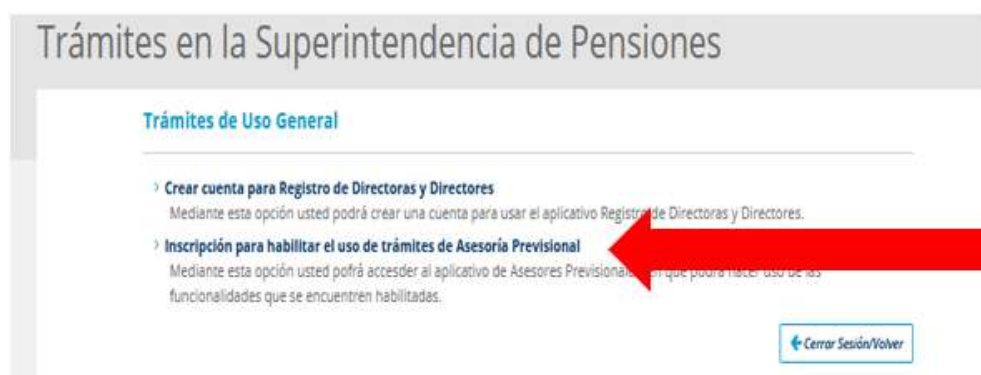 Trámites en la Superintendencia de Pensiones
Trámites de Uso General
› Crear cuenta para Registro de Directoras y Directores
Mediante esta opción usted podrá crear una cuenta para usar el aplicativo Registro de Directoras y Directores.
› Inscripción para habilitar el uso de trámites de Asesoría Previsional
Mediante esta opción usted pofrá accesder al aplicativo de Asesores que podrá hacer uso de las
funcionalidades que se encuentren habilitadas.
Cerrar Sesión/Volver